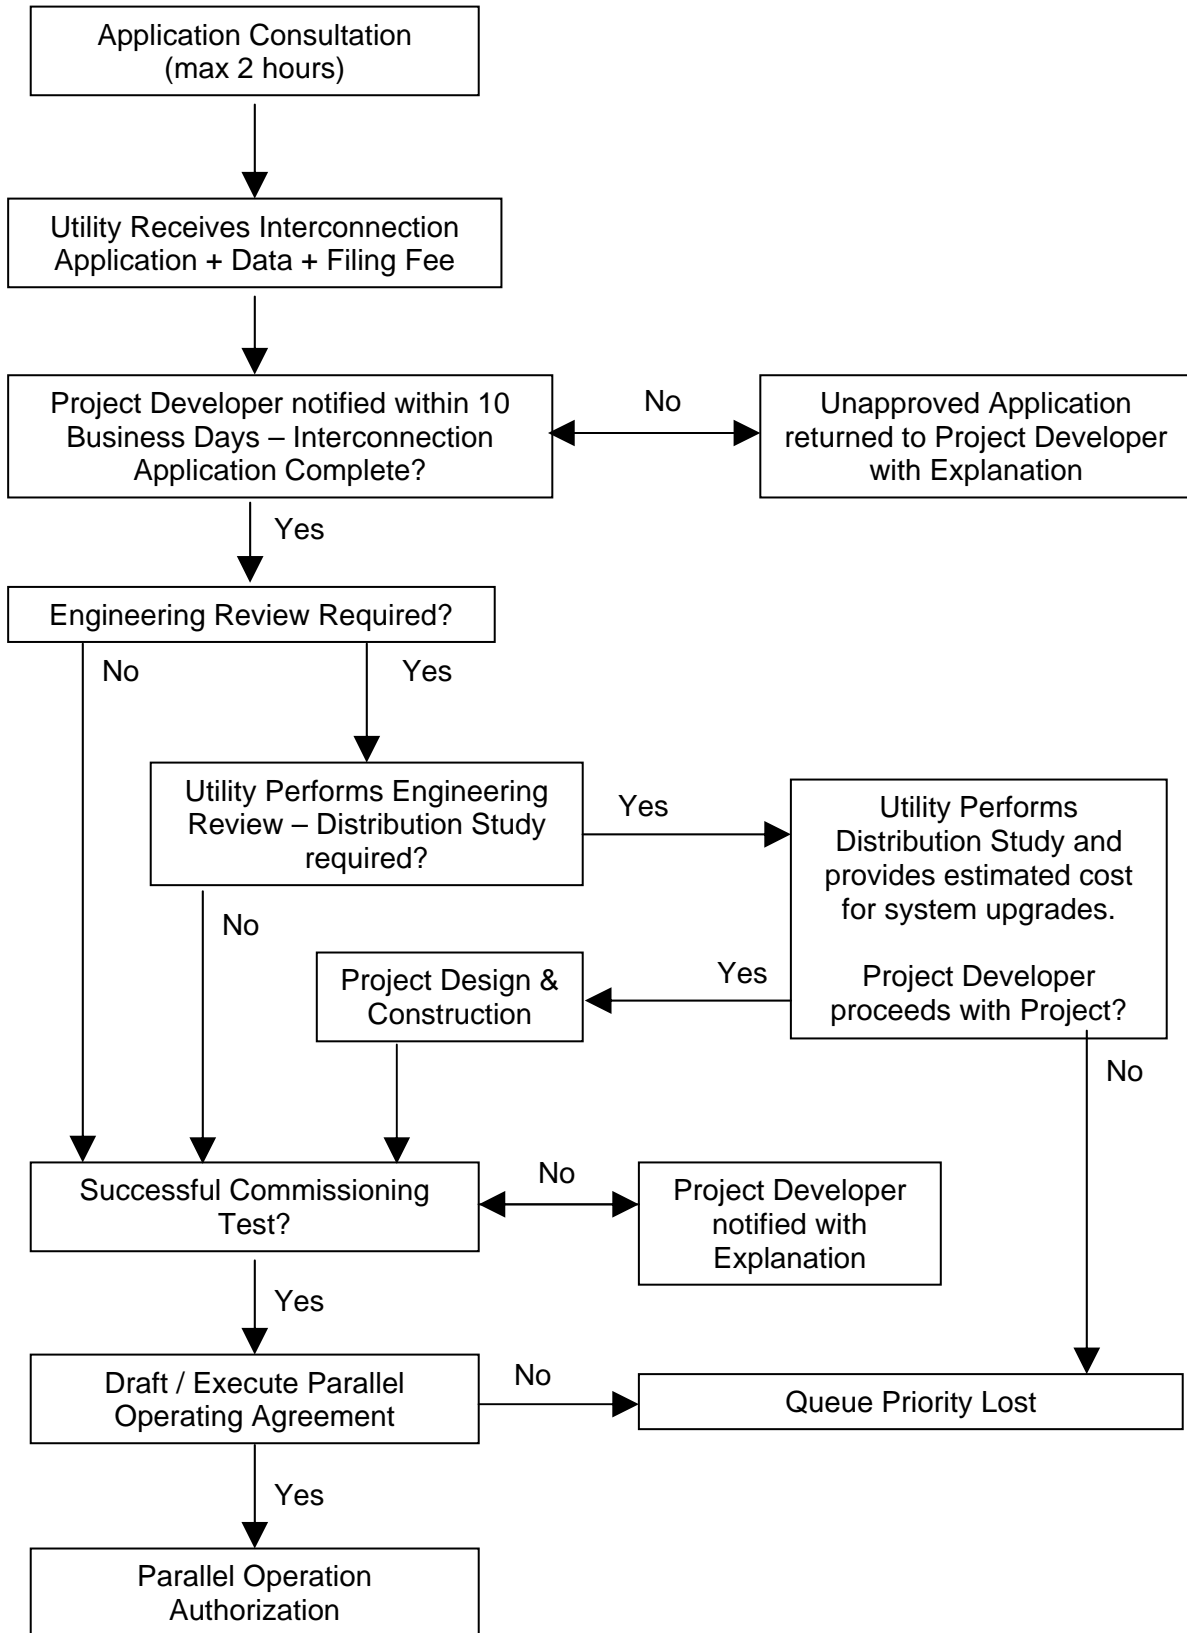 Application Consultation
(max 2 hours)
Utility Receives Interconnection
Application + Data + Filing Fee
Project Developer notified within 10
Business Days – Interconnection
Application Complete?
No
Unapproved Application
returned to Project Developer
with Explanation
Yes
Engineering Review Required?
No
Yes
Utility Performs Engineering
Review – Distribution Study
required?
Yes
Utility Performs
Distribution Study and
provides estimated cost
for system upgrades.
Project Developer
proceeds with Project?
No
Yes
Project Design &
Construction
No
Successful Commissioning
Test?
No
Project Developer
notified with
Explanation
Yes
Draft / Execute Parallel
Operating Agreement
No
Queue Priority Lost
Yes
Parallel Operation
Authorization